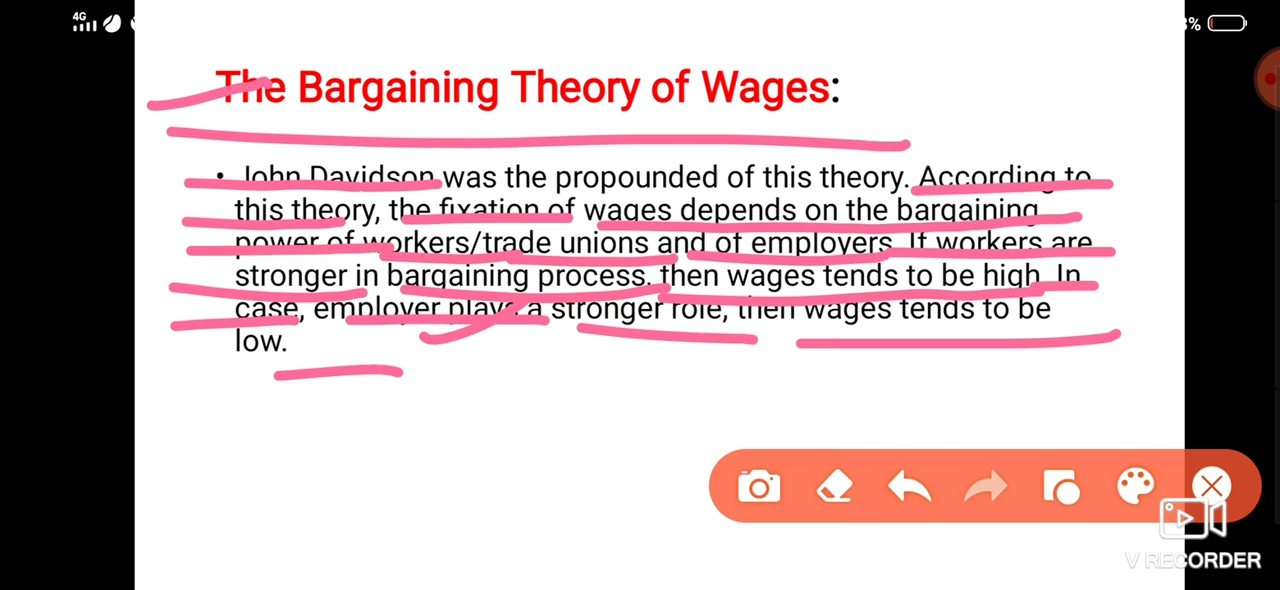 4G
%
The Bargaining Theory of Wages:
• John Davidson was the propounded of this theory. According to
this theory, the fixation of wages depends on the bargaining
power of workers/trade unions and of employers. If workers are
stronger in bargaining process, then wages tends to be high. In
case, employer plays a stronger role, then wages tends to be
low.
V RECORDER